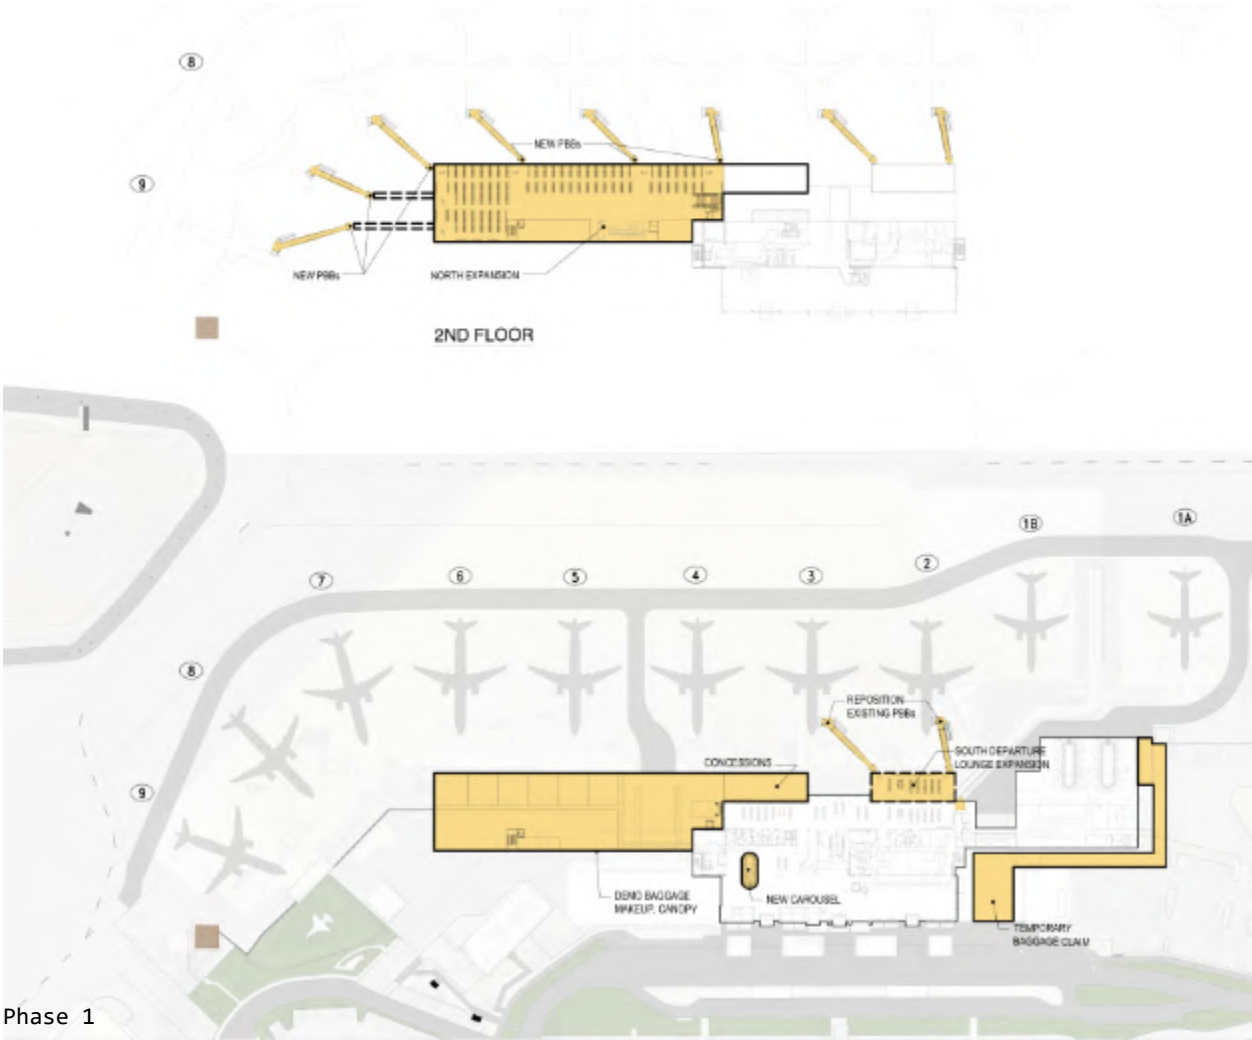 8
NEW PBBs
9
NEW PBBs
NORTH EXPANSION
2ND FLOOR
1B
1A
7
6
5
4
3
2
8
REPOSITION
EXISTING PBBs
SOUTH DEPARTURE
LOUNGE EXPANSION
CONCESSIONS
9
DEMO BAGGAGE
MAKEUP, CANOPY
NEW CAROUSEL
TEMPORARY
BAGGAGE CLAIM
Phase 1